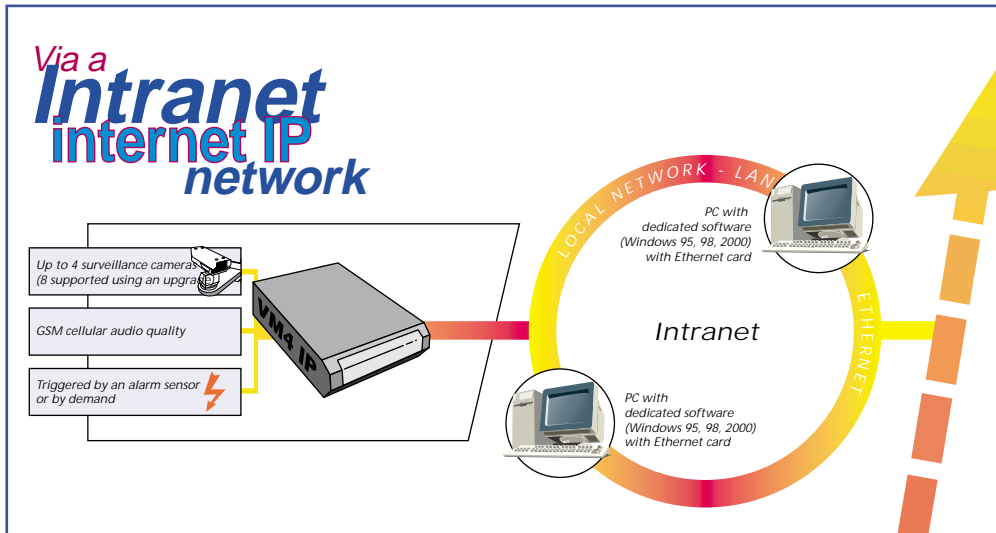 Via a
Intranet
internet IP
network
Up to 4 surveillance cameras
(8 supported using an upgrad
GSM cellular audio quality
Triggered by an alarm sensor
or by demand
VM4 IP
LOCAL NETWORK - LAN
PC with
dedicated software
(Windows 95, 98, 2000)
with Ethernet card
ETHERNET
Intranet
PC with
dedicated software
(Windows 95, 98, 2000)
with Ethernet card